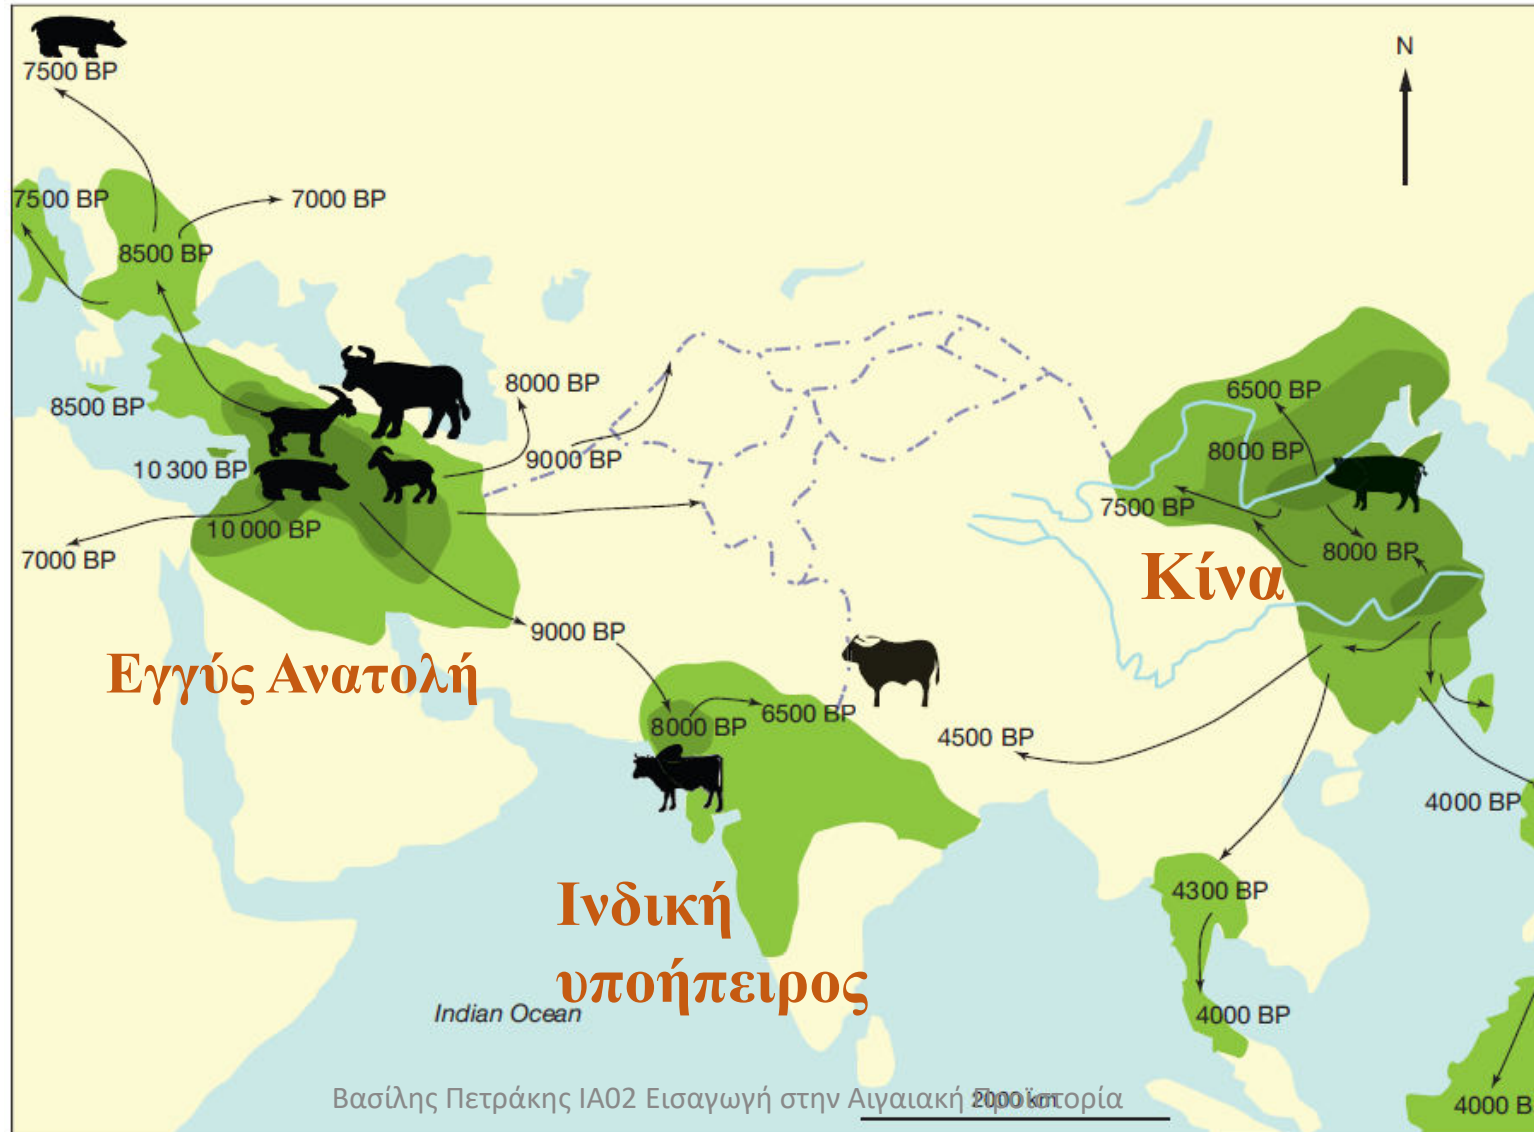 N
7500 BP
7500 BP
7000 BP
8500 BP
8000 BP
6500 BP
8500 BP
9000 BP
8000 BP
10 300 BP
7500 BP
10 000 BP
8000 BP
7000 BP
Κίνα
9000 BP
Εγγύς Ανατολή
6500 BP
8000 BP
4500 BP
4000 BP
4300 BP
Ινδική
υποήπειρος
Indian Ocean
4000 BP
Βασίλης Πετράκης ΙΑ02 Εισαγωγή στην Αιγαιακή Προϊστορία
2000 km
4000 B